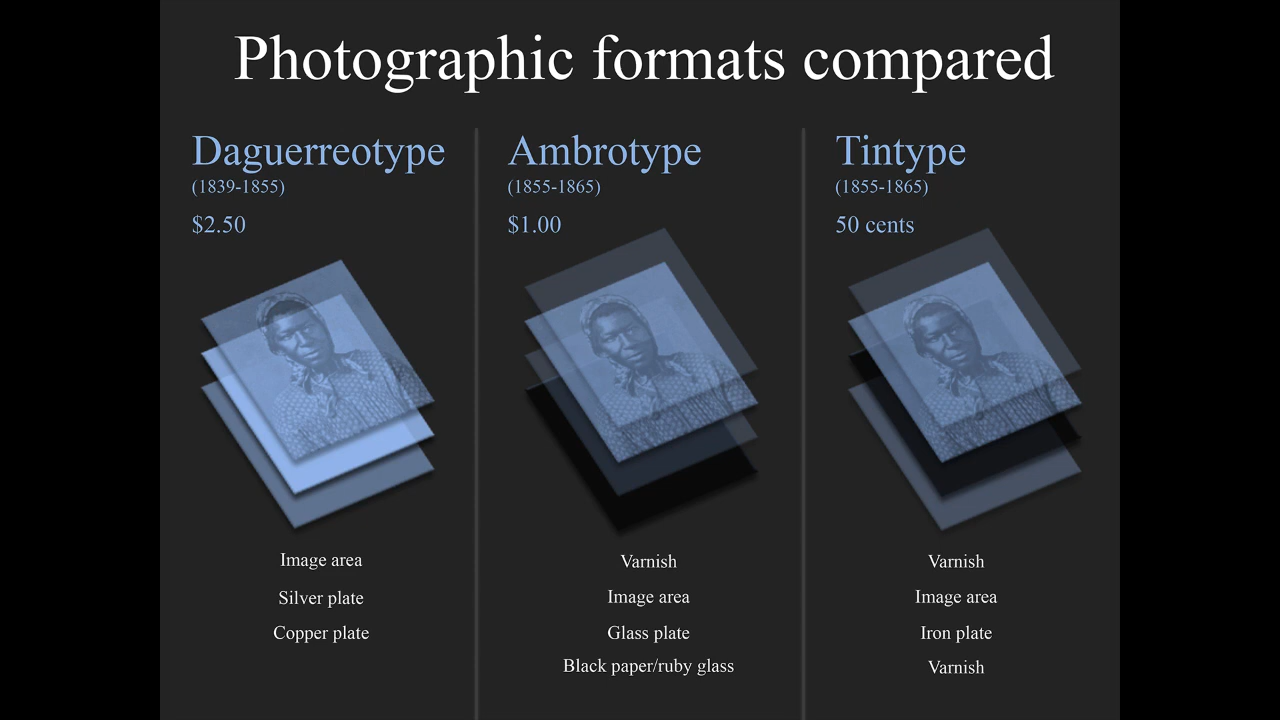 Photographic formats compared
Daguerreotype
(1839-1855)
$2.50
Image area
Silver plate
Copper plate
Ambrotype
(1855-1865)
$1.00
Varnish
Image area
Glass plate
Black paper/ruby glass
Tintype
(1855-1865)
50 cents
Varnish
Image area
Iron plate
Varnish